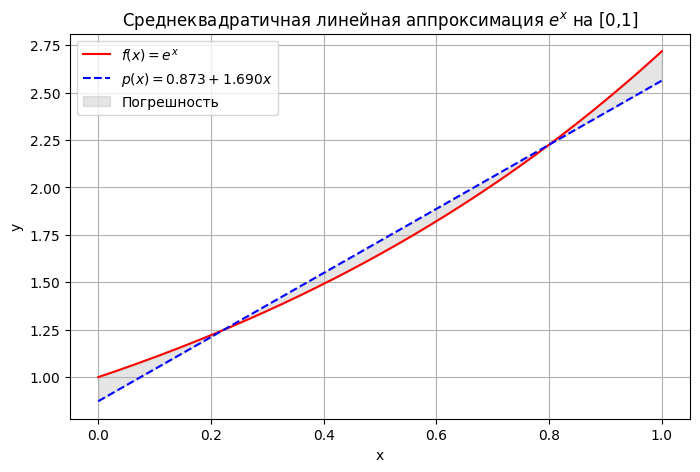 Среднеквадратичная линейная аппроксимация e^x на [0,1]
f(x) = e^x
p(x) = 0.873 + 1.690x
Погрешность
2.75
2.50
2.25
2.00
1.75
1.50
1.25
1.00
y
0.0 0.2 0.4 0.6 0.8 1.0
x